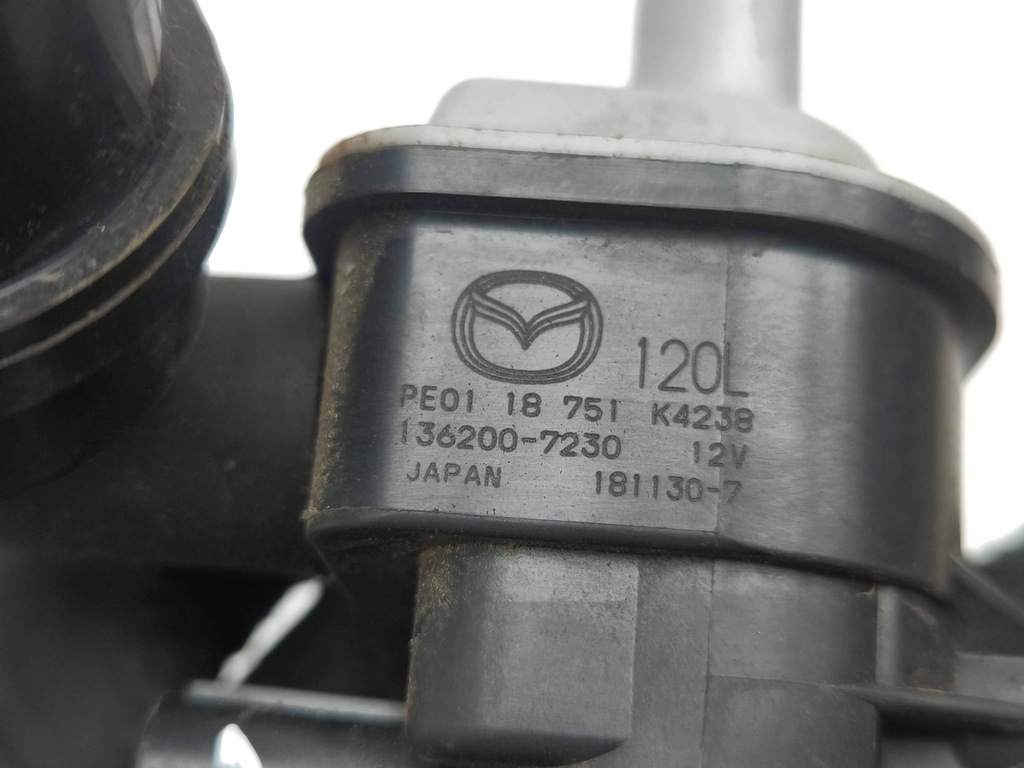 120L
PE01 18 751 K4238
136200-7230 12V
JAPAN 181130-7